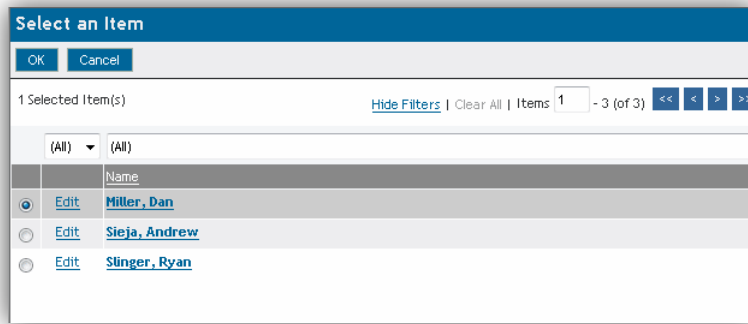 Select an Item
OK Cancel
1 Selected Item(s) Hide Filters | Clear All | Items 1 - 3 (of 3) << < > >>
(All) (All)
Name
Edit Miller, Dan
Edit Sieja, Andrew
Edit Slinger, Ryan